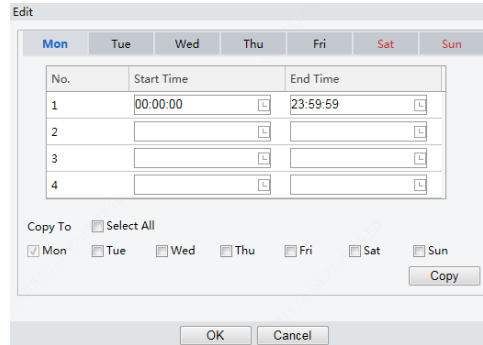 Edit
Mon Tue Wed Thu Fri Sat Sun
No. Start Time End Time
1 00:00:00 23:59:59
2
3
4
Copy To Select All
Mon Tue Wed Thu Fri Sat Sun
Copy
OK Cancel